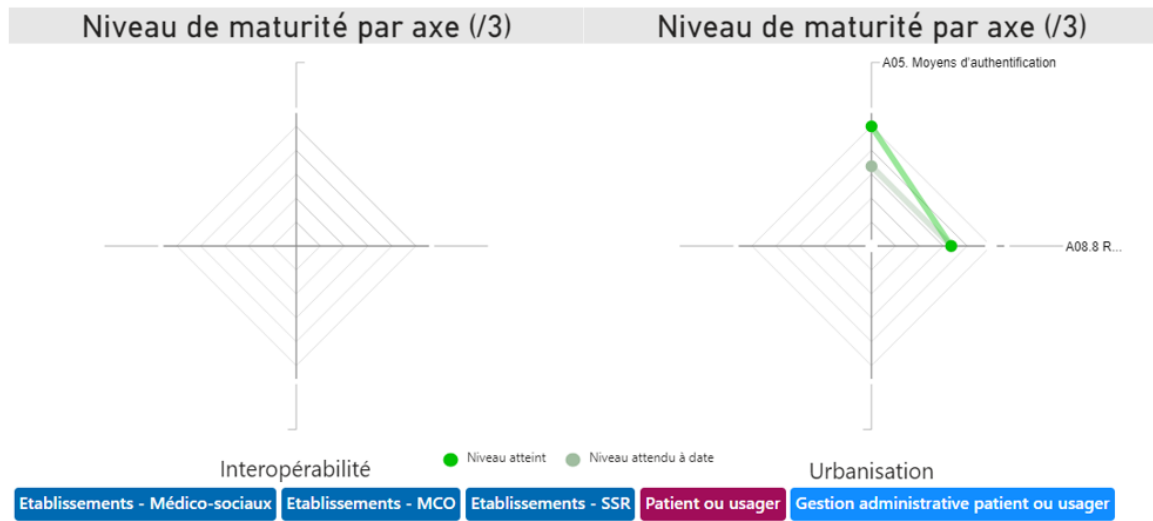 Niveau de maturité par axe (/3)
Niveau de maturité par axe (/3)
A05. Moyens d'authentification
A08.8 R...
Niveau atteint
Niveau attendu à date
Interopérabilité
Urbanisation
Etablissements - Médico-sociaux
Etablissements - MCO
Etablissements - SSR
Patient ou usager
Gestion administrative patient ou usager